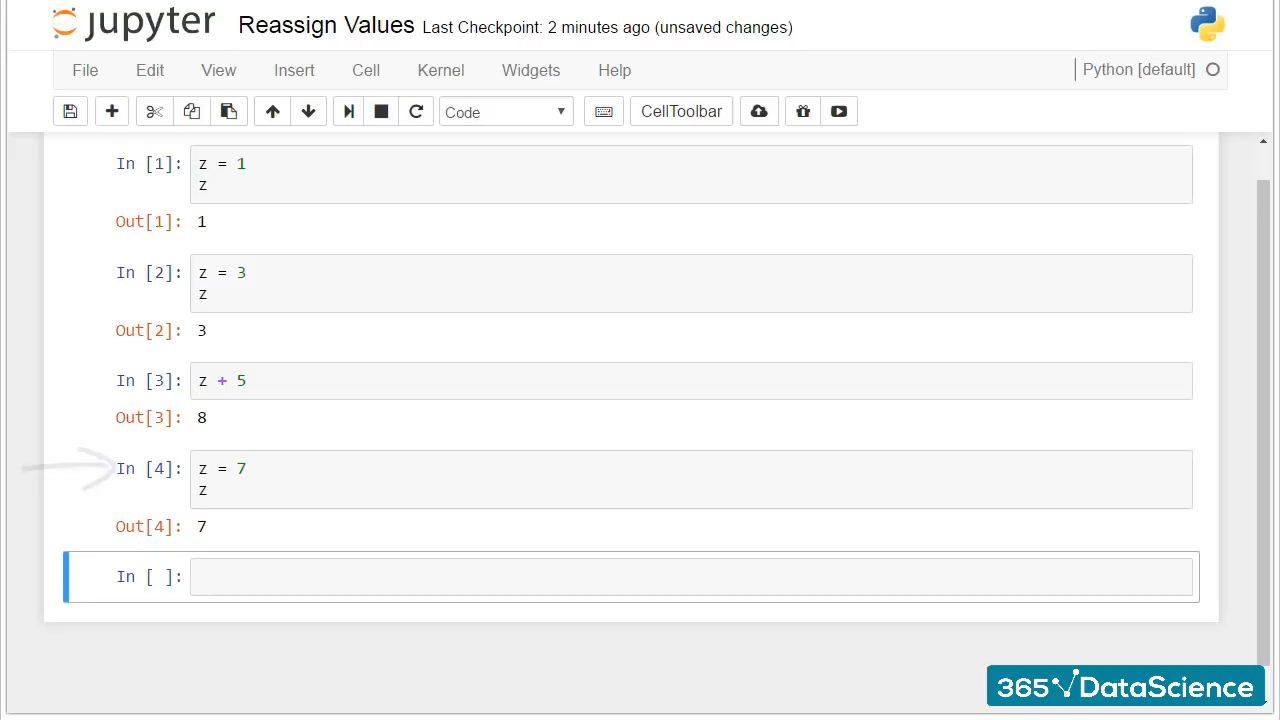 jupyter Reassign Values Last Checkpoint: 2 minutes ago (unsaved changes)
File Edit View Insert Cell Kernel Widgets Help Python [default]
Code CellToolbar
In [1]: z = 1
z
Out[1]: 1
In [2]: z = 3
z
Out[2]: 3
In [3]: z + 5
Out[3]: 8
In [4]: z = 7
z
Out[4]: 7
In [ ]:
365 DataScience